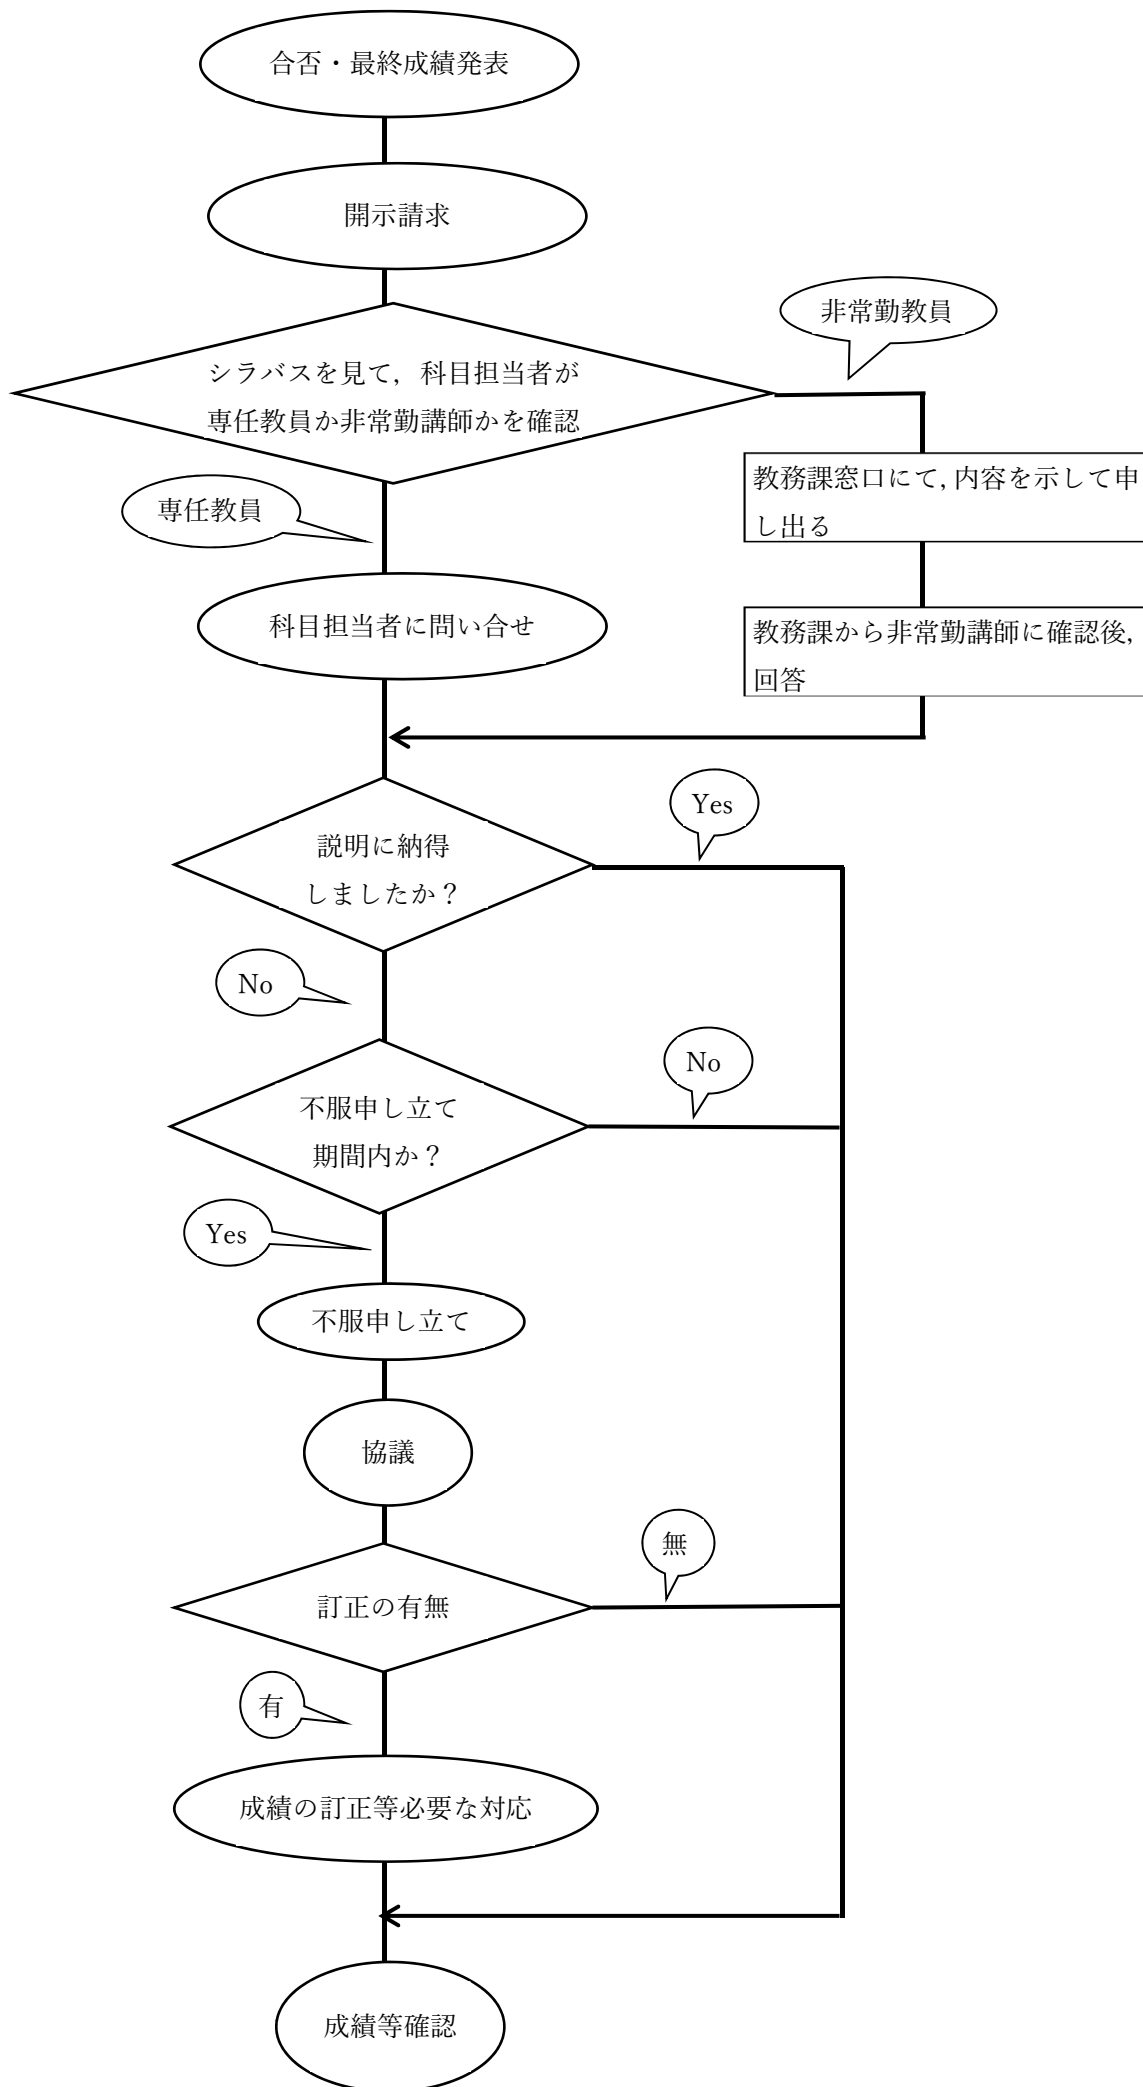 合否・最終成績発表
開示請求
非常勤教員
シラバスを見て，科目担当者が
専任教員か非常勤講師かを確認
教務課窓口にて，内容を示して申
し出る
専任教員
科目担当者に問い合せ
教務課から非常勤講師に確認後，
回答
Yes
説明に納得
しましたか？
No
No
不服申し立て
期間内か？
Yes
不服申し立て
協議
無
訂正の有無
有
成績の訂正等必要な対応
成績等確認